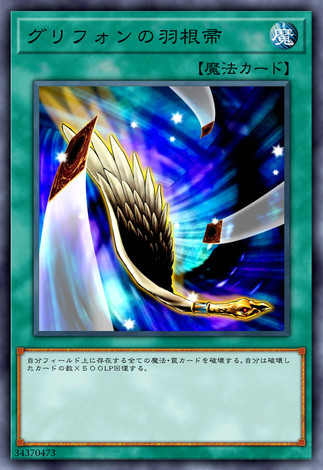 グリフォンの羽根帚
魔
【魔法カード】
自分フィールド上に存在する全ての魔法・罠カードを破壊する。自分は破壊し
たカードの数×500LP回復する。
34370473